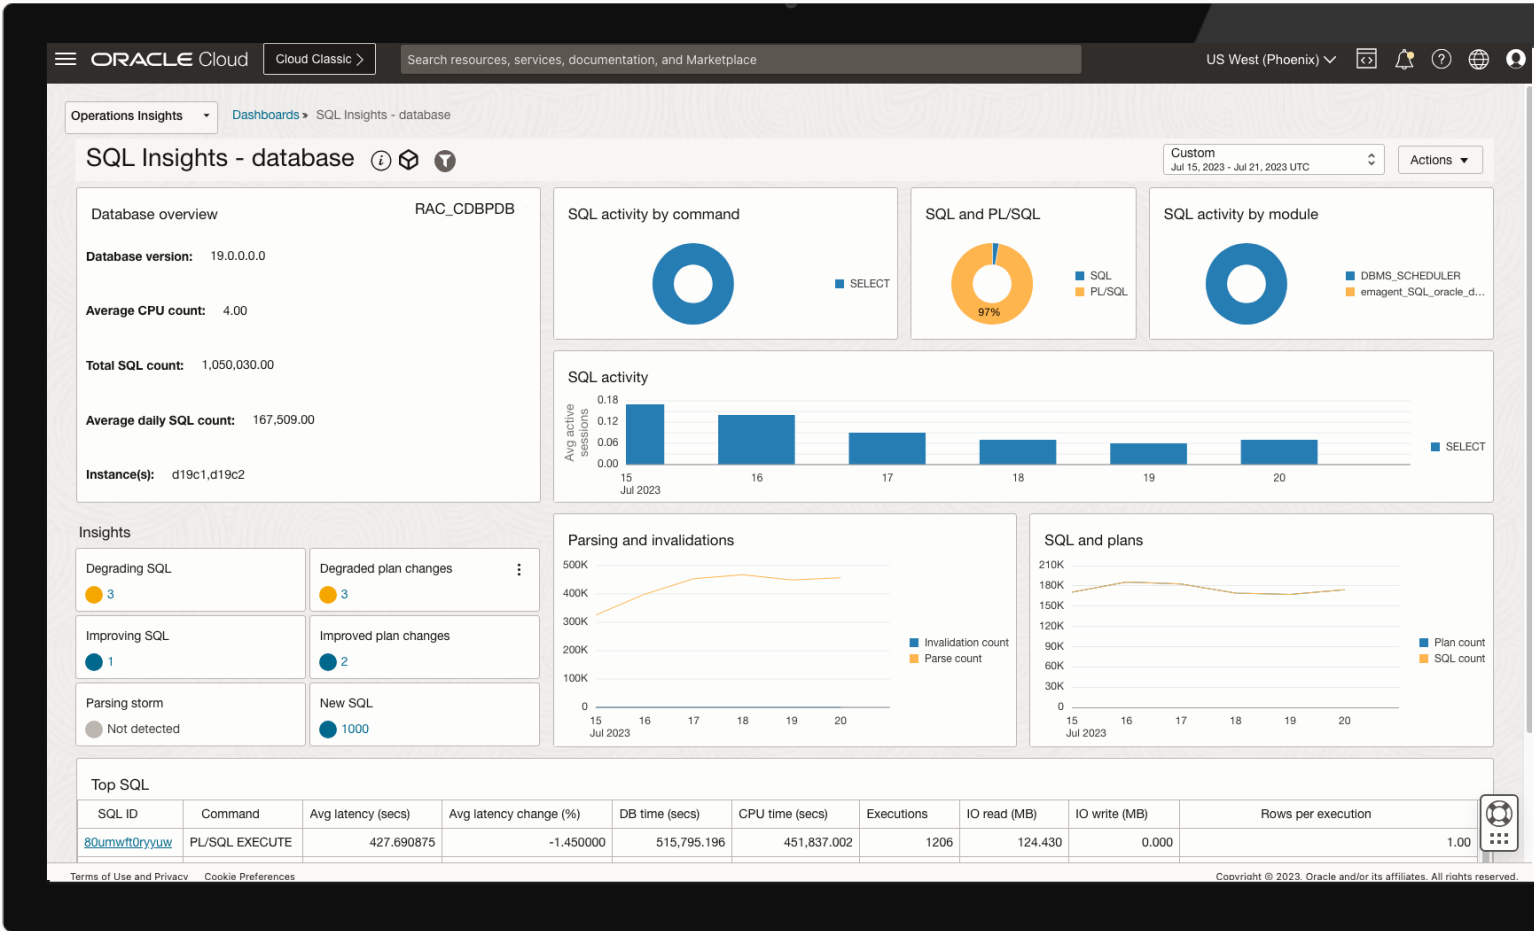 ORACLE Cloud
Cloud Classic
Search resources, services, documentation, and Marketplace
US West (Phoenix)
Operations Insights
Dashboards » SQL Insights - database
SQL Insights - database
Custom
Jul 15, 2023 - Jul 21, 2023 UTC
Actions
Database overview
RAC_CDBPDB
Database version: 19.0.0.0.0
Average CPU count: 4.00
Total SQL count: 1,050,030.00
Average daily SQL count: 167,509.00
Instance(s): d19c1,d19c2
SQL activity by command
SELECT
SQL and PL/SQL
97%
SQL
PL/SQL
SQL activity by module
DBMS_SCHEDULER
emagent_SQL_oracle_d...
SQL activity
Avg active
sessions
0.18
0.12
0.06
0.00
15 16 17 18 19 20
Jul 2023
SELECT
Insights
Degrading SQL
3
Degraded plan changes
3
Improving SQL
1
Improved plan changes
2
Parsing storm
Not detected
New SQL
1000
Parsing and invalidations
500K
400K
300K
200K
100K
0
15 16 17 18 19 20
Jul 2023
Invalidation count
Parse count
SQL and plans
210K
180K
150K
120K
90K
60K
30K
0
15 16 17 18 19 20
Jul 2023
Plan count
SQL count
Top SQL
SQL ID Command Avg latency (secs) Avg latency change (%) DB time (secs) CPU time (secs) Executions IO read (MB) IO write (MB) Rows per execution
80umwft0ryyuw PL/SQL EXECUTE 427.690875 -1.450000 515,795.196 451,837.002 1206 124.430 0.000 1.00
Terms of Use and Privacy Cookie Preferences
Copyright © 2023, Oracle and/or its affiliates. All rights reserved.